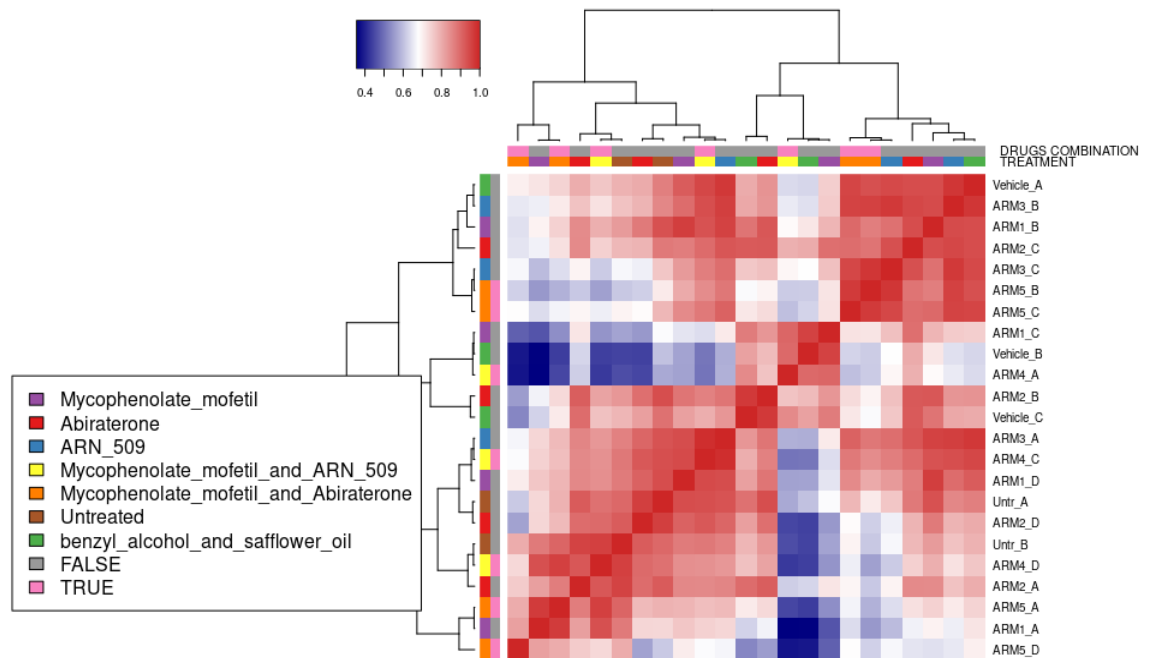 0.4 0.6 0.8 1.0
DRUGS COMBINATION
TREATMENT
Vehicle_A
ARM3_B
ARM1_B
ARM2_C
ARM3_C
ARM5_B
ARM5_C
ARM1_C
Vehicle_B
ARM4_A
ARM2_B
Vehicle_C
ARM3_A
ARM4_C
ARM1_D
Untr_A
ARM2_D
Untr_B
ARM4_D
ARM2_A
ARM5_A
ARM1_A
ARM5_D
Mycophenolate_mofetil
Abiraterone
ARN_509
Mycophenolate_mofetil_and_ARN_509
Mycophenolate_mofetil_and_Abiraterone
Untreated
benzyl_alcohol_and_safflower_oil
FALSE
TRUE